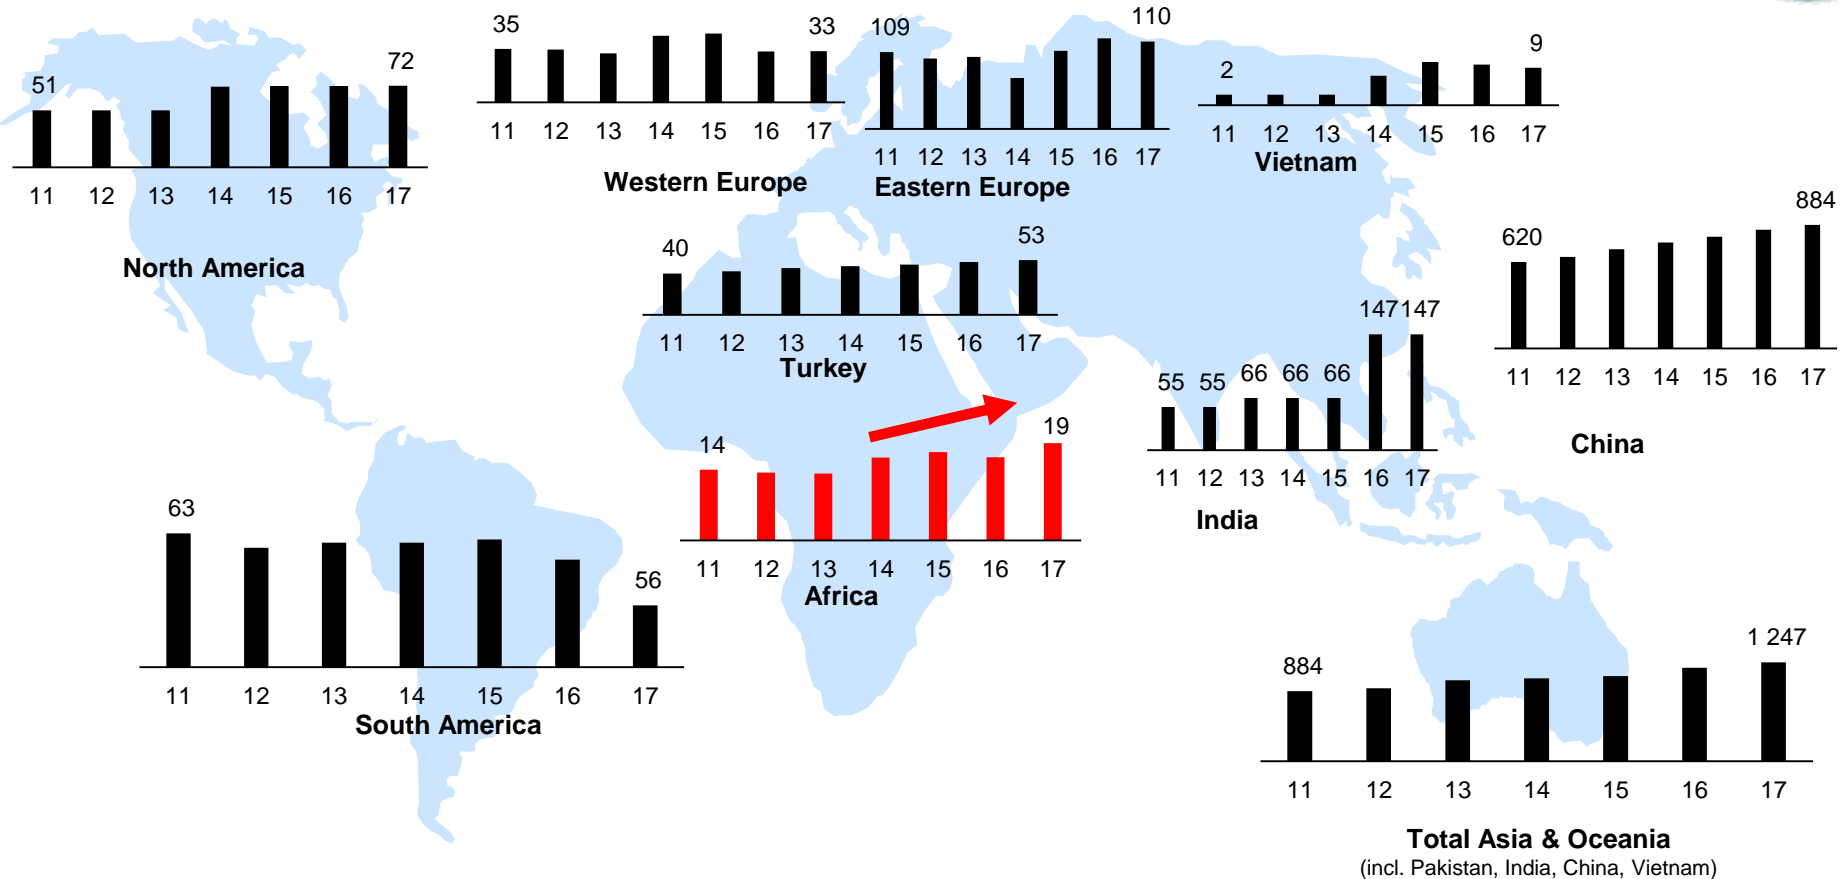 35
33
11 12 13 14 15 16 17
Western Europe
109
110
11 12 13 14 15 16 17
Eastern Europe
2
9
11 12 13 14 15 16 17
Vietnam
51
72
11 12 13 14 15 16 17
North America
40
53
11 12 13 14 15 16 17
Turkey
620
884
11 12 13 14 15 16 17
China
55 55 66 66 66 147 147
11 12 13 14 15 16 17
India
14
19
11 12 13 14 15 16 17
Africa
63
56
11 12 13 14 15 16 17
South America
884
1 247
11 12 13 14 15 16 17
Total Asia & Oceania
(incl. Pakistan, India, China, Vietnam)